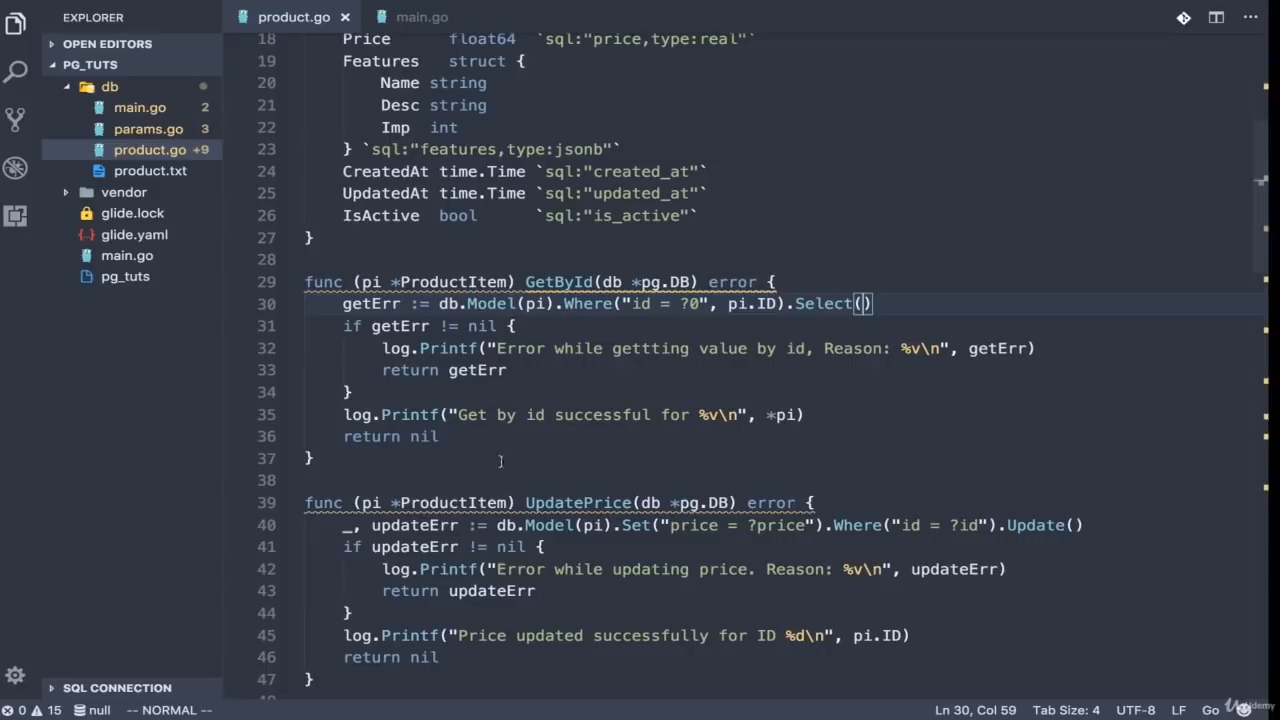 EXPLORER
product.go ×
main.go
OPEN EDITORS
PG_TUTS
db
main.go 2
params.go 3
product.go +9
product.txt
vendor
glide.lock
glide.yaml
main.go
pg_tuts
18 Price float64 `sql:"price,type:real"`
19 Features struct {
20 Name string
21 Desc string
22 Imp int
23 } `sql:"features,type:jsonb"`
24 CreatedAt time.Time `sql:"created_at"`
25 UpdatedAt time.Time `sql:"updated_at"`
26 IsActive bool `sql:"is_active"`
27 }
28
29 func (pi *ProductItem) GetById(db *pg.DB) error {
30 getErr := db.Model(pi).Where("id = ?0", pi.ID).Select()
31 if getErr != nil {
32 log.Printf("Error while gettting value by id, Reason: %v\n", getErr)
33 return getErr
34 }
35 log.Printf("Get by id successful for %v\n", *pi)
36 return nil
37 }
38
39 func (pi *ProductItem) UpdatePrice(db *pg.DB) error {
40 _, updateErr := db.Model(pi).Set("price = ?price").Where("id = ?id").Update()
41 if updateErr != nil {
42 log.Printf("Error while updating price. Reason: %v\n", updateErr)
43 return updateErr
44 }
45 log.Printf("Price updated successfully for ID %d\n", pi.ID)
46 return nil
47 }
SQL CONNECTION
0 15 null -- NORMAL -- Ln 30, Col 59 Tab Size: 4 UTF-8 LF Go
Udemy